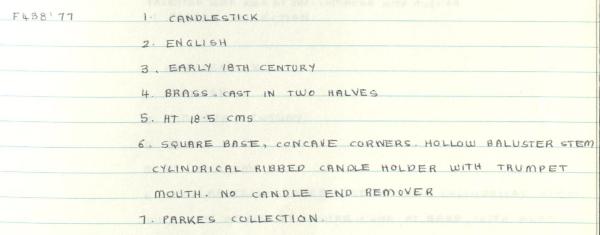 F438'77 1. CANDLESTICK
2. ENGLISH
3. EARLY 18TH CENTURY
4. BRASS. CAST IN TWO HALVES
5. HT 18.5 CMS
6. SQUARE BASE, CONCAVE CORNERS. HOLLOW BALUSTER STEM
CYLINDRICAL RIBBED CANDLE HOLDER WITH TRUMPET
MOUTH. NO CANDLE END REMOVER
7. PARKES COLLECTION.